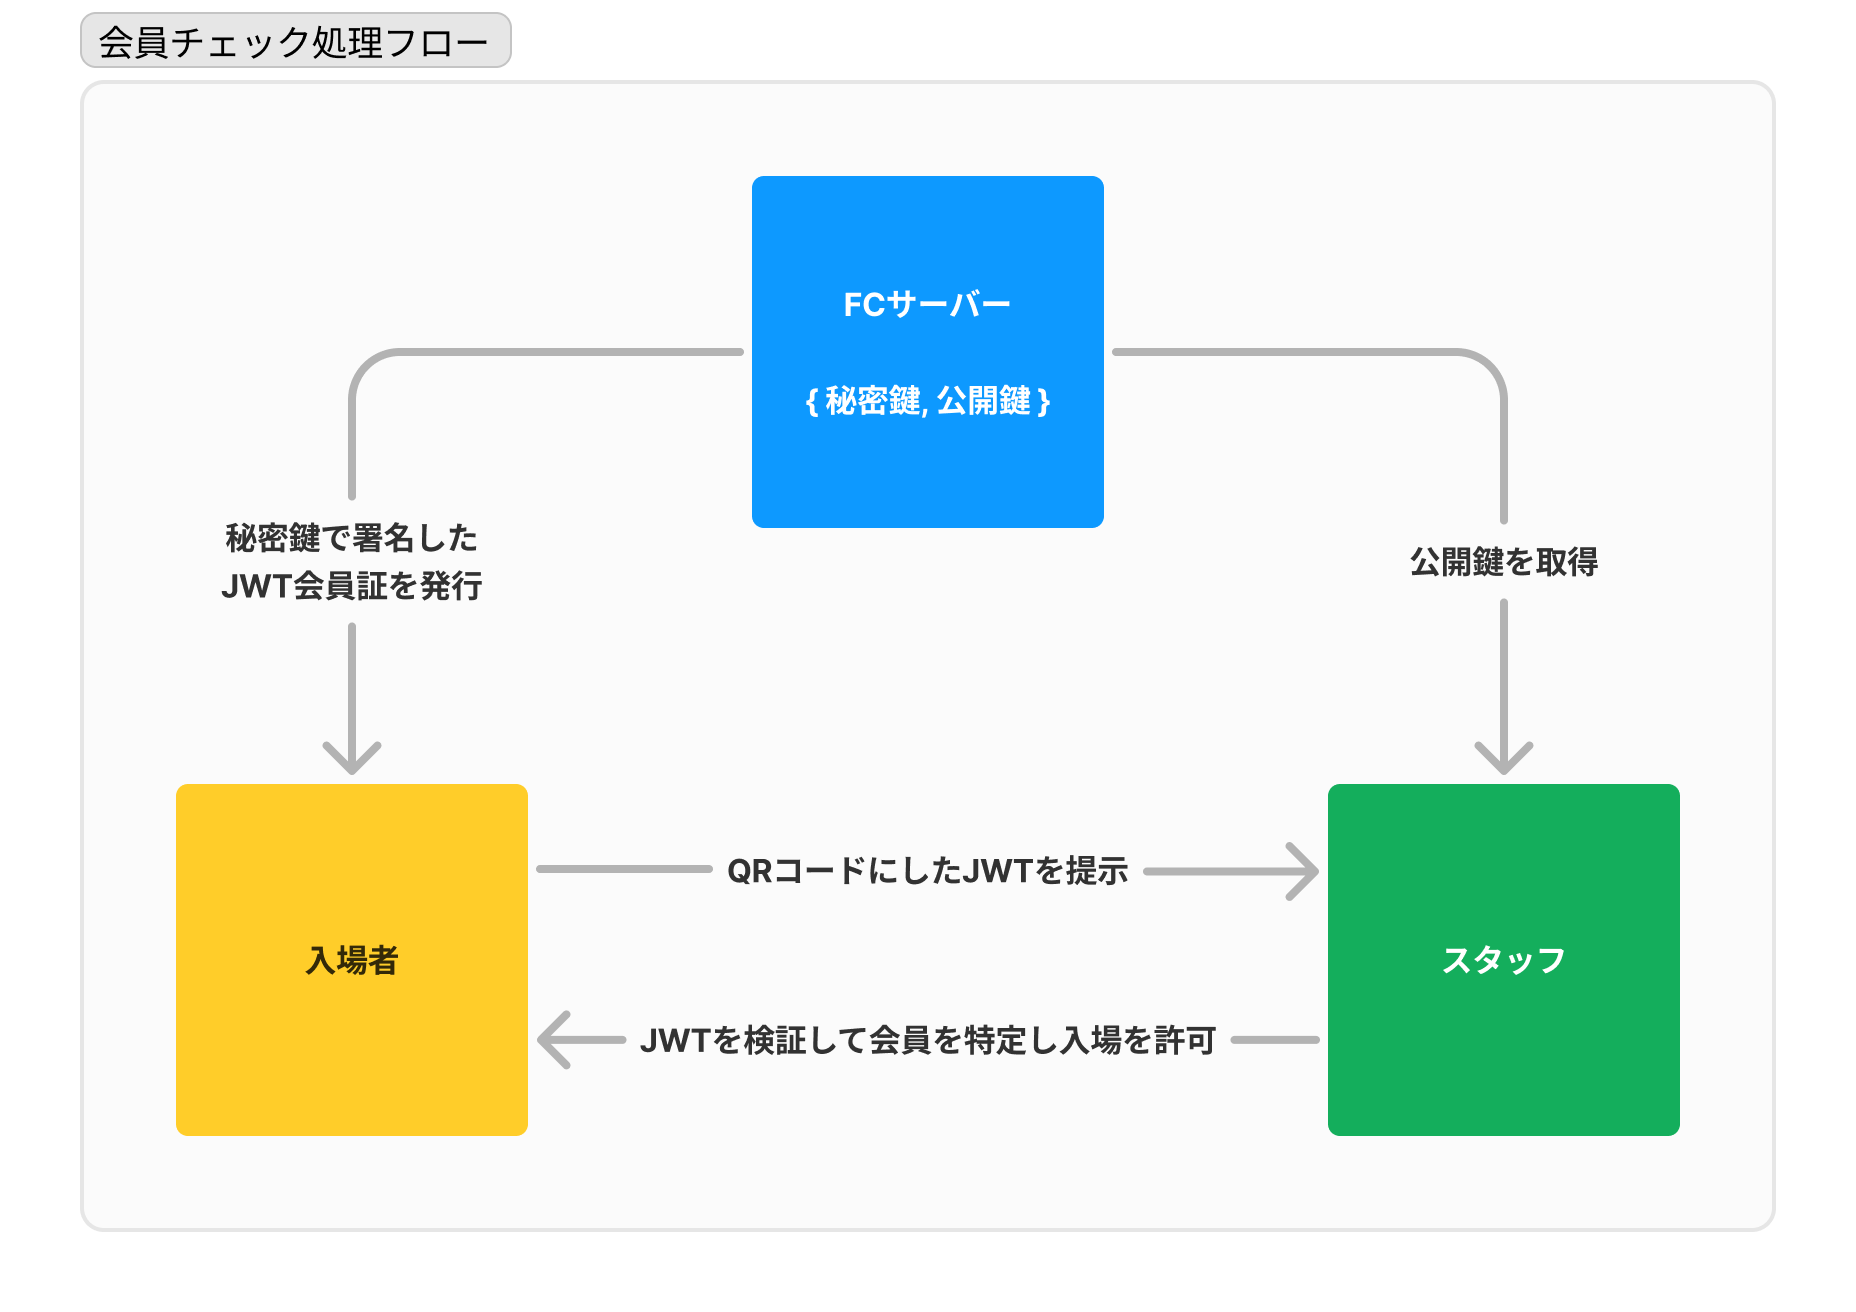 会員チェック処理フロー
FCサーバー
{ 秘密鍵, 公開鍵 }
秘密鍵で署名した
JWT会員証を発行
公開鍵を取得
QRコードにしたJWTを提示
入場者
スタッフ
JWTを検証して会員を特定し入場を許可